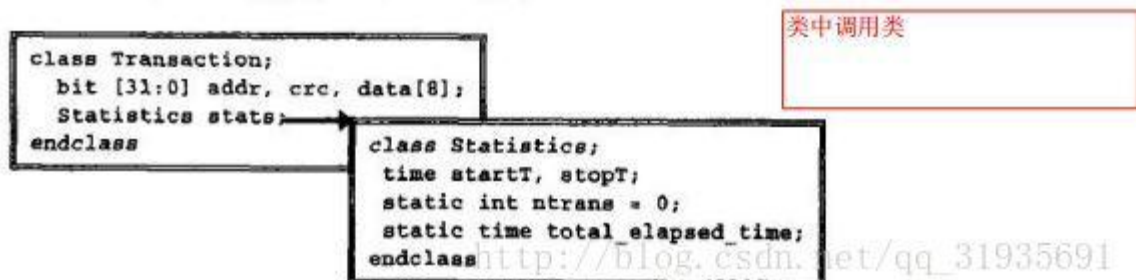 类中调用类
class Transaction;
bit [31:0] addr, crc, data[8];
Statistics stats;
endclass
class Statistics;
time startT, stopT;
static int ntrans = 0;
static time total_elapsed_time;
endclass
http://blog.csdn.net/qq_31935691